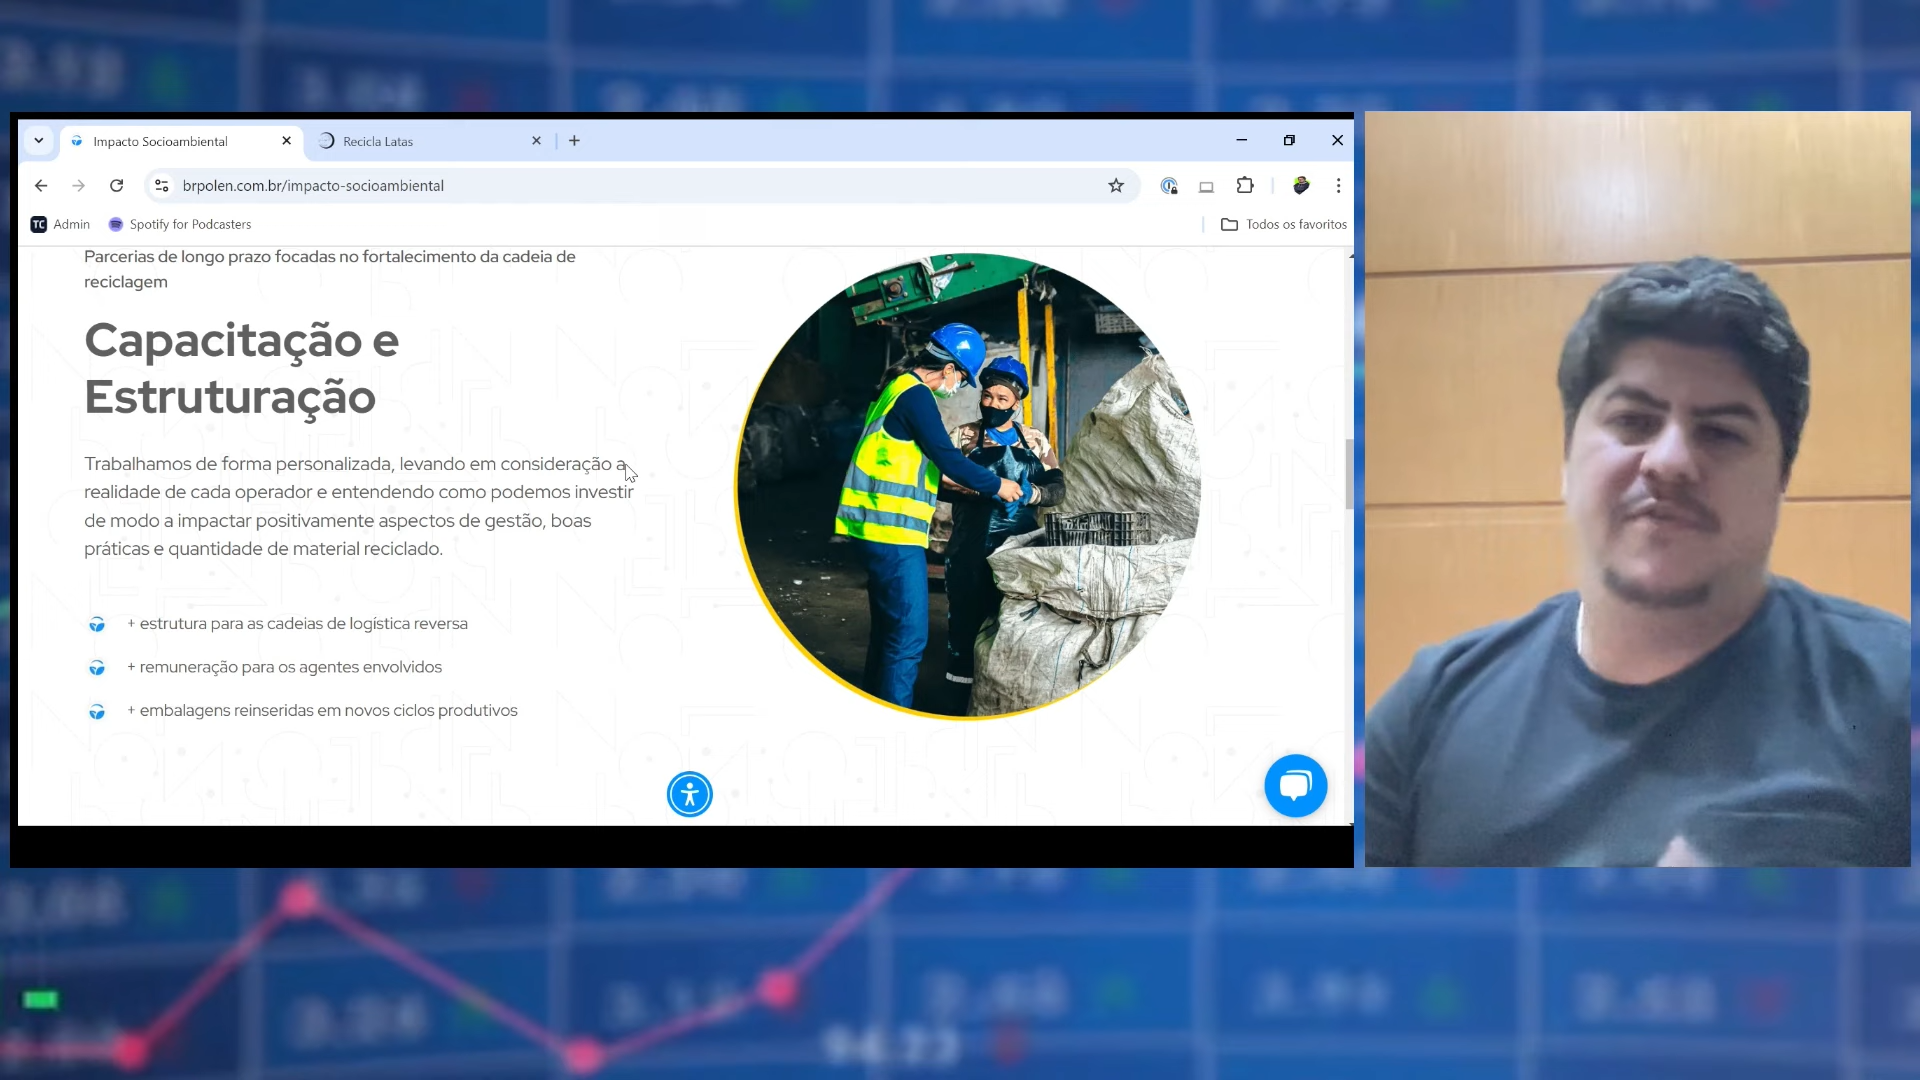 Impacto Socioambiental
Recicla Latas
brpolen.com.br/impacto-socioambiental
TC Admin
Spotify for Podcasters
Todos os favoritos
Parcerias de longo prazo focadas no fortalecimento da cadeia de
reciclagem
Capacitação e
Estruturação
Trabalhamos de forma personalizada, levando em consideração a
realidade de cada operador e entendendo como podemos investir
de modo a impactar positivamente aspectos de gestão, boas
práticas e quantidade de material reciclado.
+ estrutura para as cadeias de logística reversa
+ remuneração para os agentes envolvidos
+ embalagens reinseridas em novos ciclos produtivos
94.23